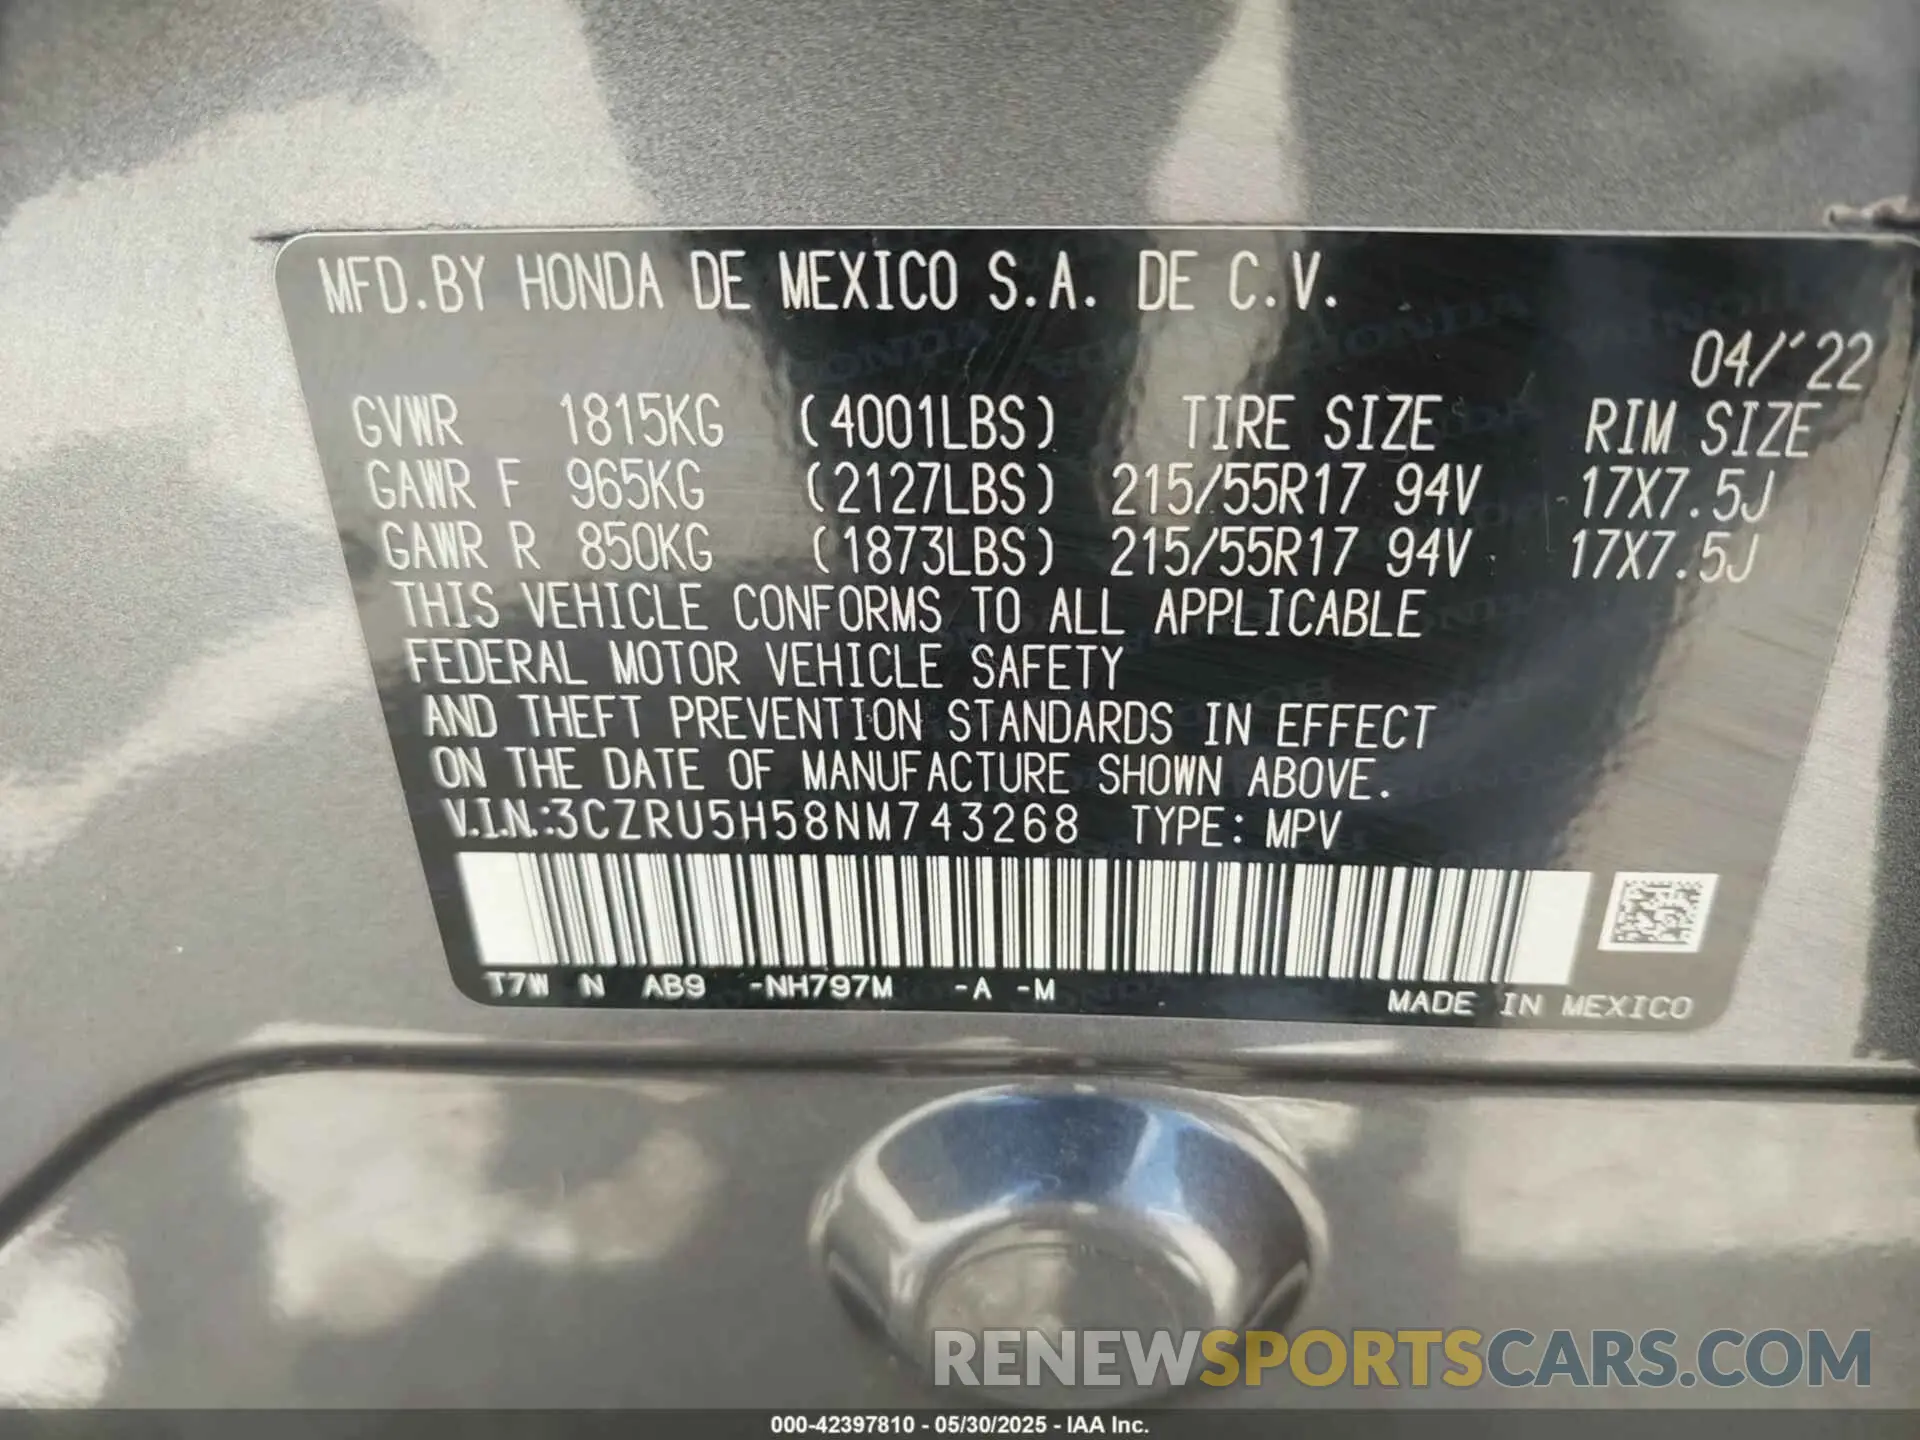 MFD.BY HONDA DE MEXICO S.A. DE C.V.
04/'22
GVWR 1815KG (4001LBS) TIRE SIZE RIM SIZE
GAWR F 965KG (2127LBS) 215/55R17 94V 17X7.5J
GAWR R 850KG (1873LBS) 215/55R17 94V 17X7.5J
THIS VEHICLE CONFORMS TO ALL APPLICABLE
FEDERAL MOTOR VEHICLE SAFETY
AND THEFT PREVENTION STANDARDS IN EFFECT
ON THE DATE OF MANUFACTURE SHOWN ABOVE.
V.I.N.:3CZRU5H58NM743268 TYPE: MPV
T7W N AB9 -NH797M -A -M
MADE IN MEXICO
RENEWSPORTSCARS.COM
000-42397810 - 05/30/2025 - IAA Inc.